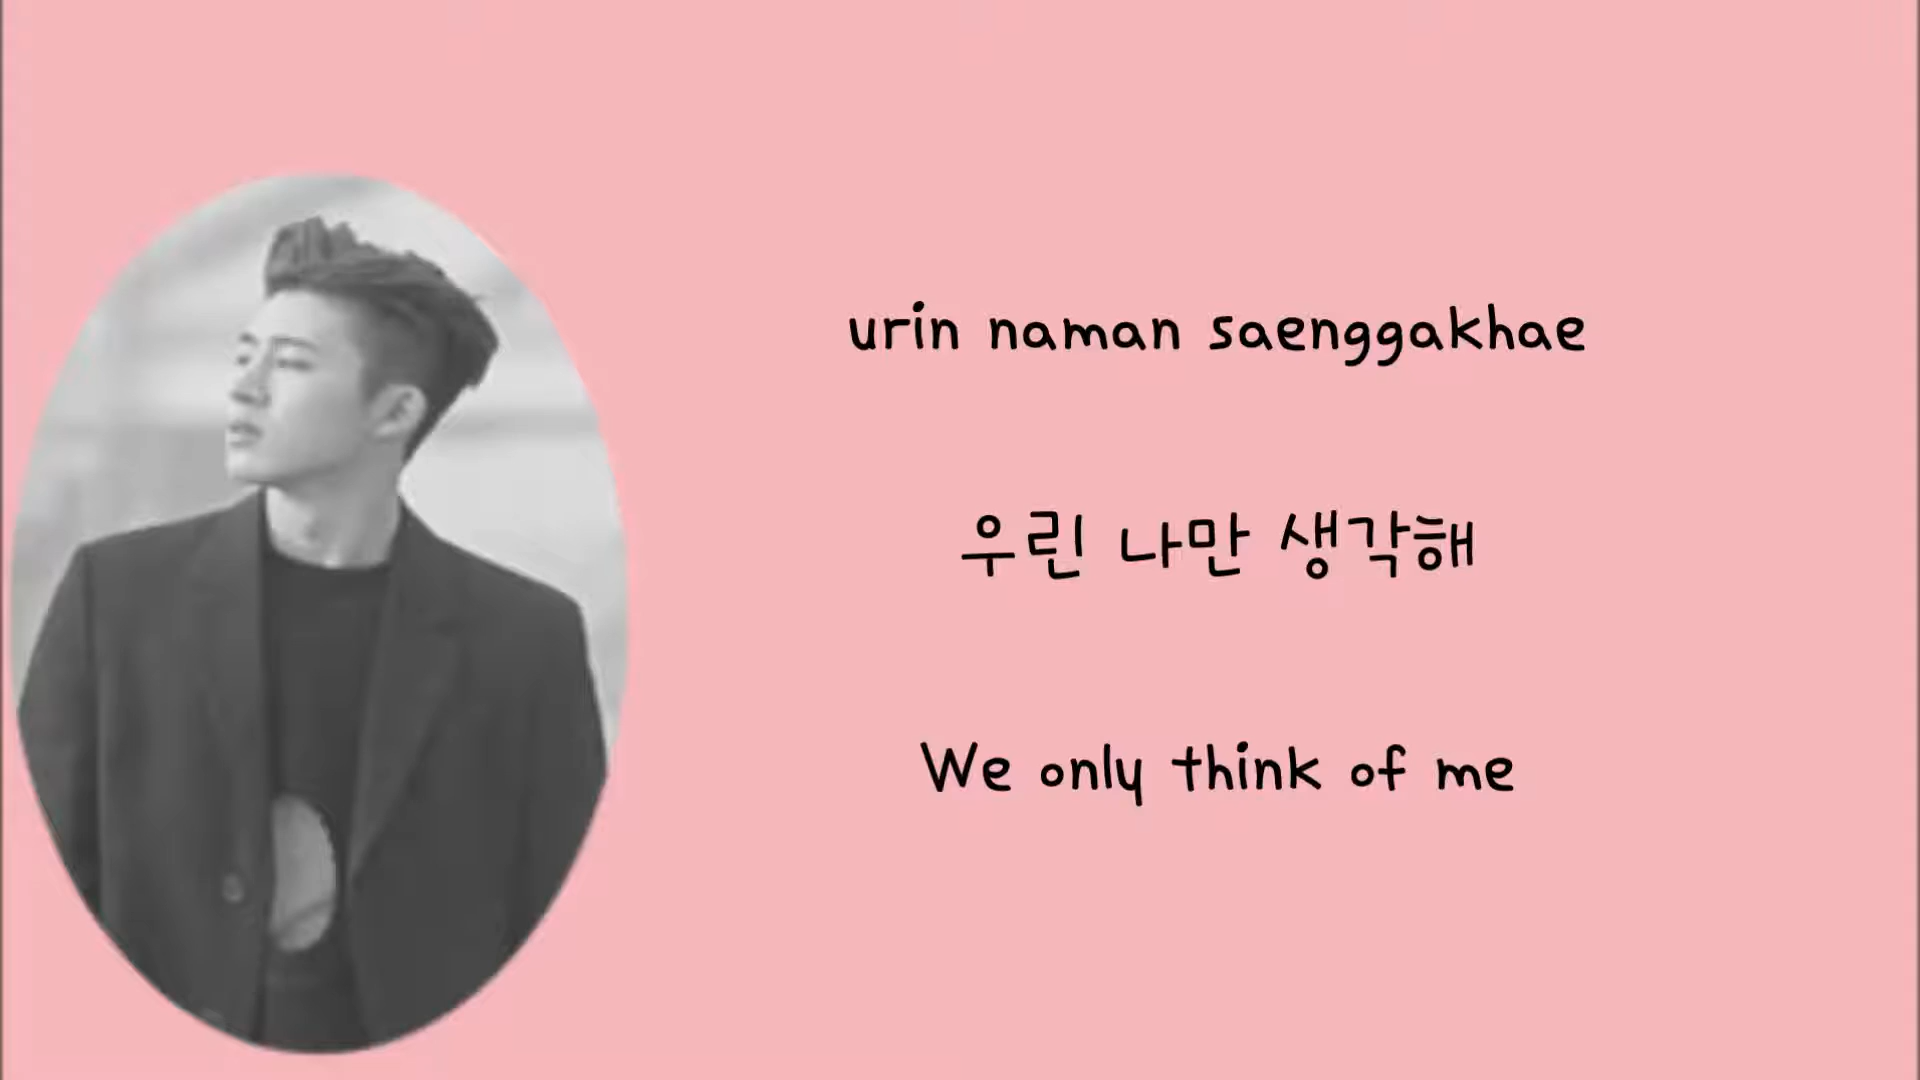 urin naman saenggakhae
우린 나만 생각해
We only think of me